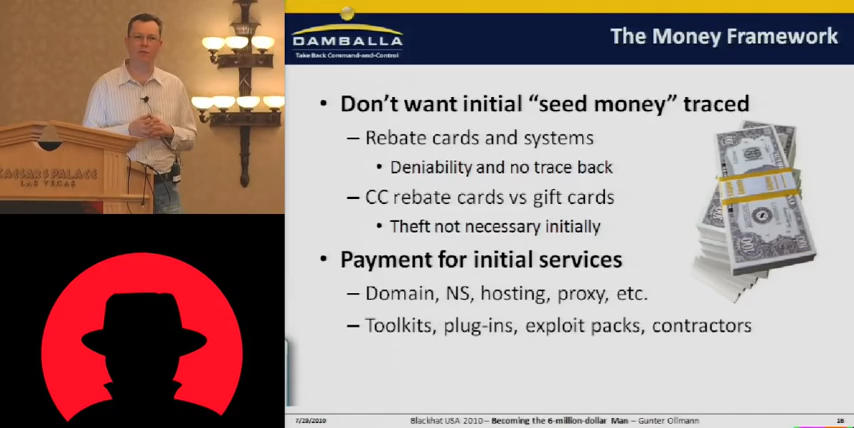 CAESARS PALACE
LAS VEGAS
DAMBALLA
Take Back Command-and-Control
The Money Framework
• Don't want initial “seed money” traced
– Rebate cards and systems
• Deniability and no trace back
– CC rebate cards vs gift cards
• Theft not necessary initially
• Payment for initial services
– Domain, NS, hosting, proxy, etc.
– Toolkits, plug-ins, exploit packs, contractors
100
7/29/2010
Blackhat USA 2010 – Becoming the 6-million-dollar Man – Gunter Ollmann